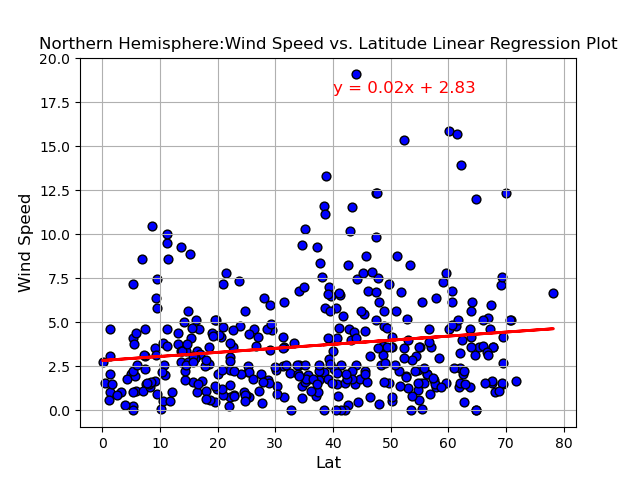 Northern Hemisphere:Wind Speed vs. Latitude Linear Regression Plot
20.0
y = 0.02x + 2.83
17.5
15.0
12.5
10.0
Wind Speed
7.5
5.0
2.5
0.0
0 10 20 30 40 50 60 70 80
Lat